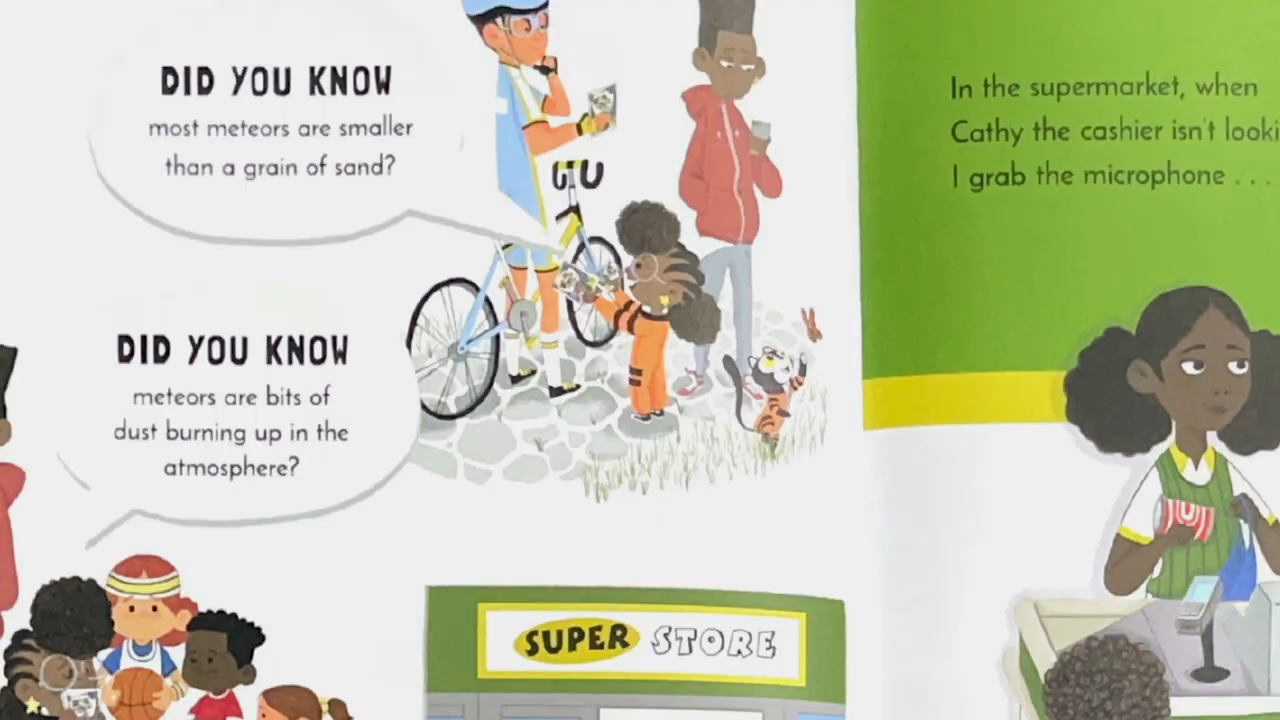 DID YOU KNOW
most meteors are smaller
than a grain of sand?
DID YOU KNOW
meteors are bits of
dust burning up in the
atmosphere?
SUPER STORE
In the supermarket, when
Cathy the cashier isn't
I grab the microphone . . .